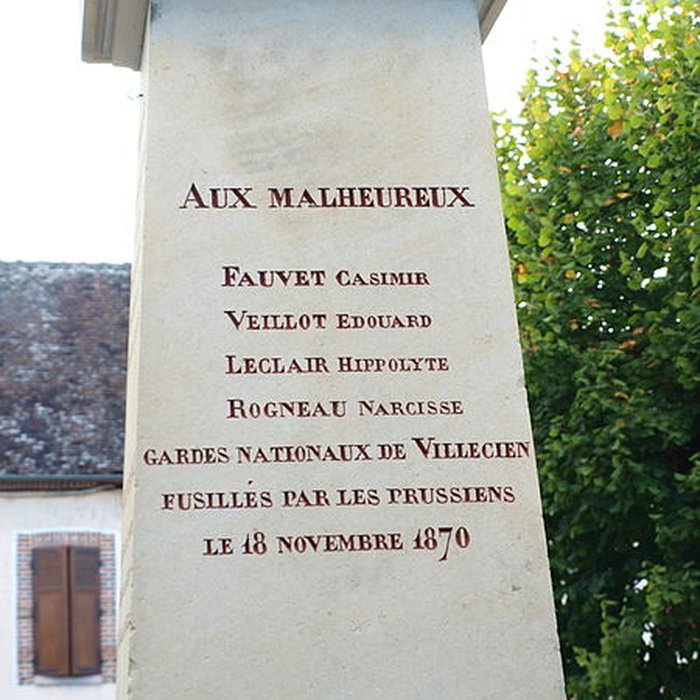 AUX MALHEUREUX
FAUVET CASIMIR
VEILLOT EDOUARD
LECLAIR HIPPOLYTE
ROGNEAU NARCISSE
GARDES NATIONAUX DE VILLECIEN
FUSILLÉS PAR LES PRUSSIENS
LE 18 NOVEMBRE 1870